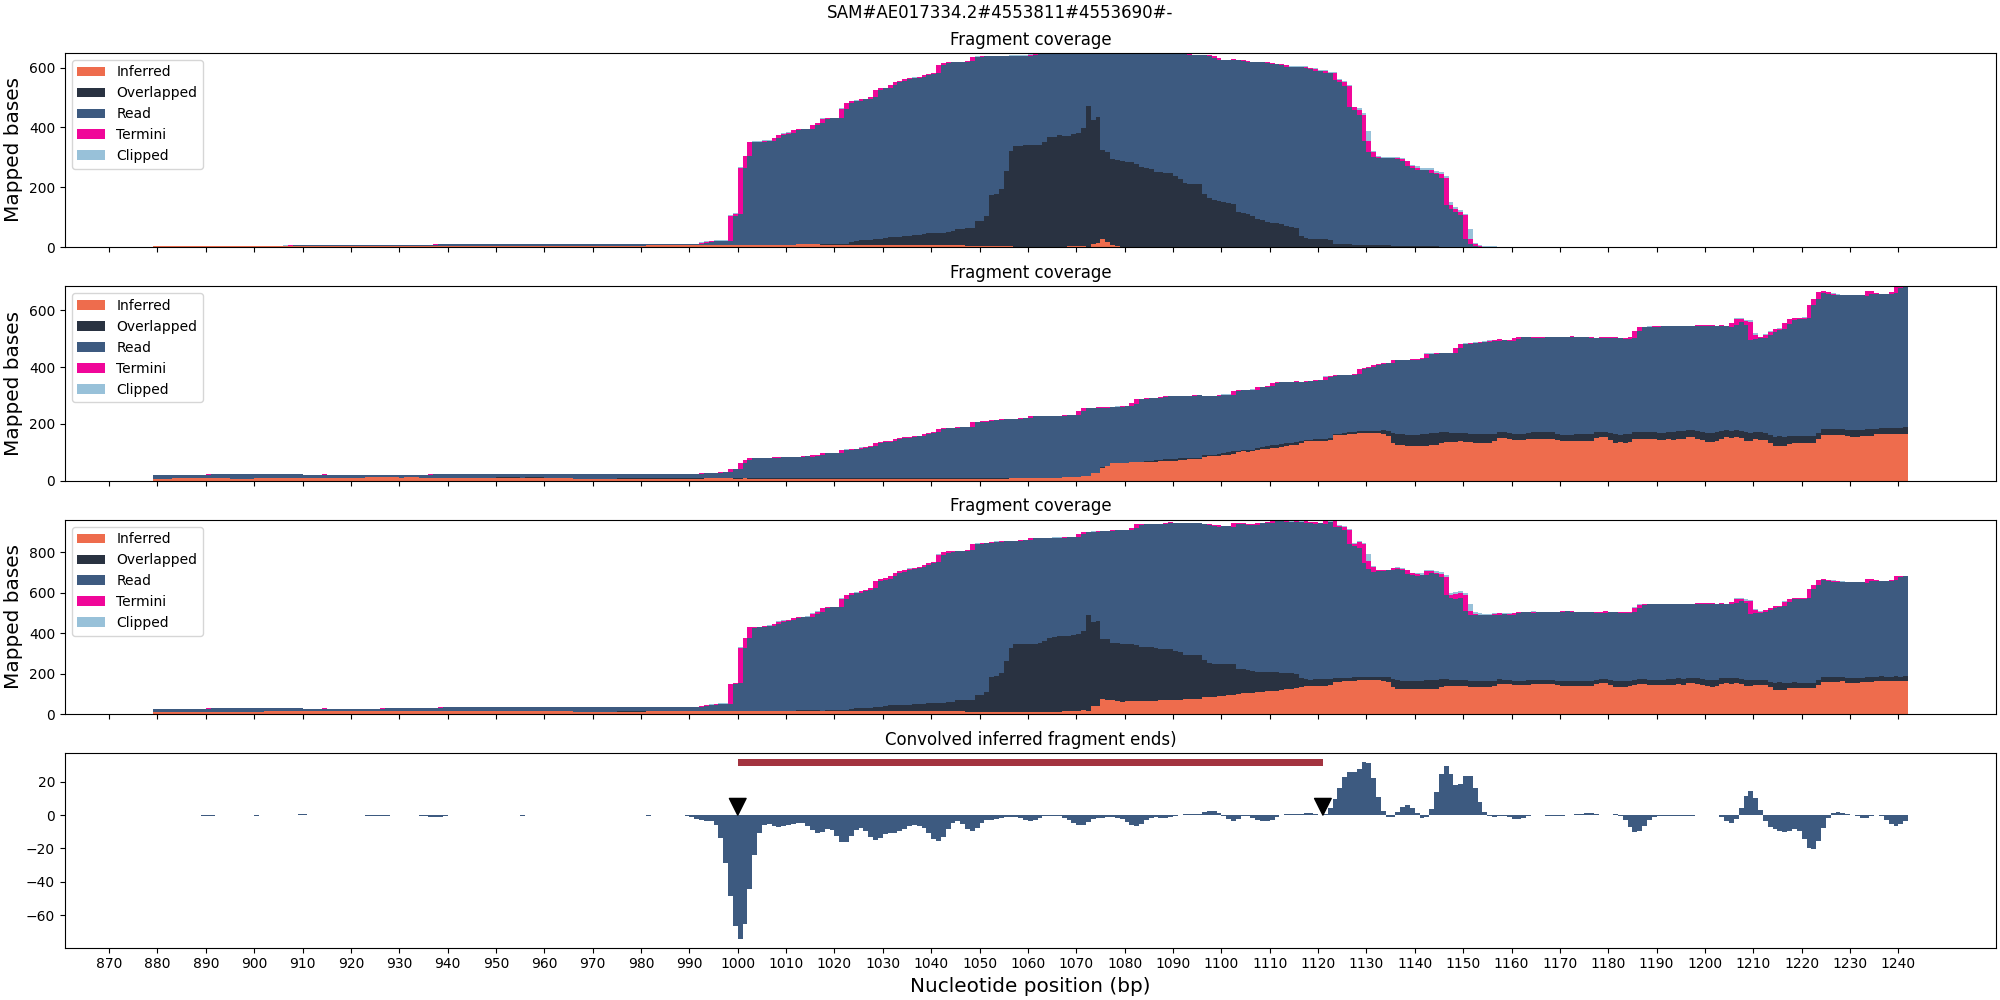 SAM#AE017334.2#4553811#4553690#-
Fragment coverage
Mapped bases
600
400
200
0
Inferred
Overlapped
Read
Termini
Clipped
Fragment coverage
Mapped bases
600
400
200
0
Inferred
Overlapped
Read
Termini
Clipped
Fragment coverage
Mapped bases
800
600
400
200
0
Inferred
Overlapped
Read
Termini
Clipped
Convolved inferred fragment ends)
20
0
−20
−40
−60
870 880 890 900 910 920 930 940 950 960 970 980 990 1000 1010 1020 1030 1040 1050 1060 1070 1080 1090 1100 1110 1120 1130 1140 1150 1160 1170 1180 1190 1200 1210 1220 1230 1240
Nucleotide position (bp)